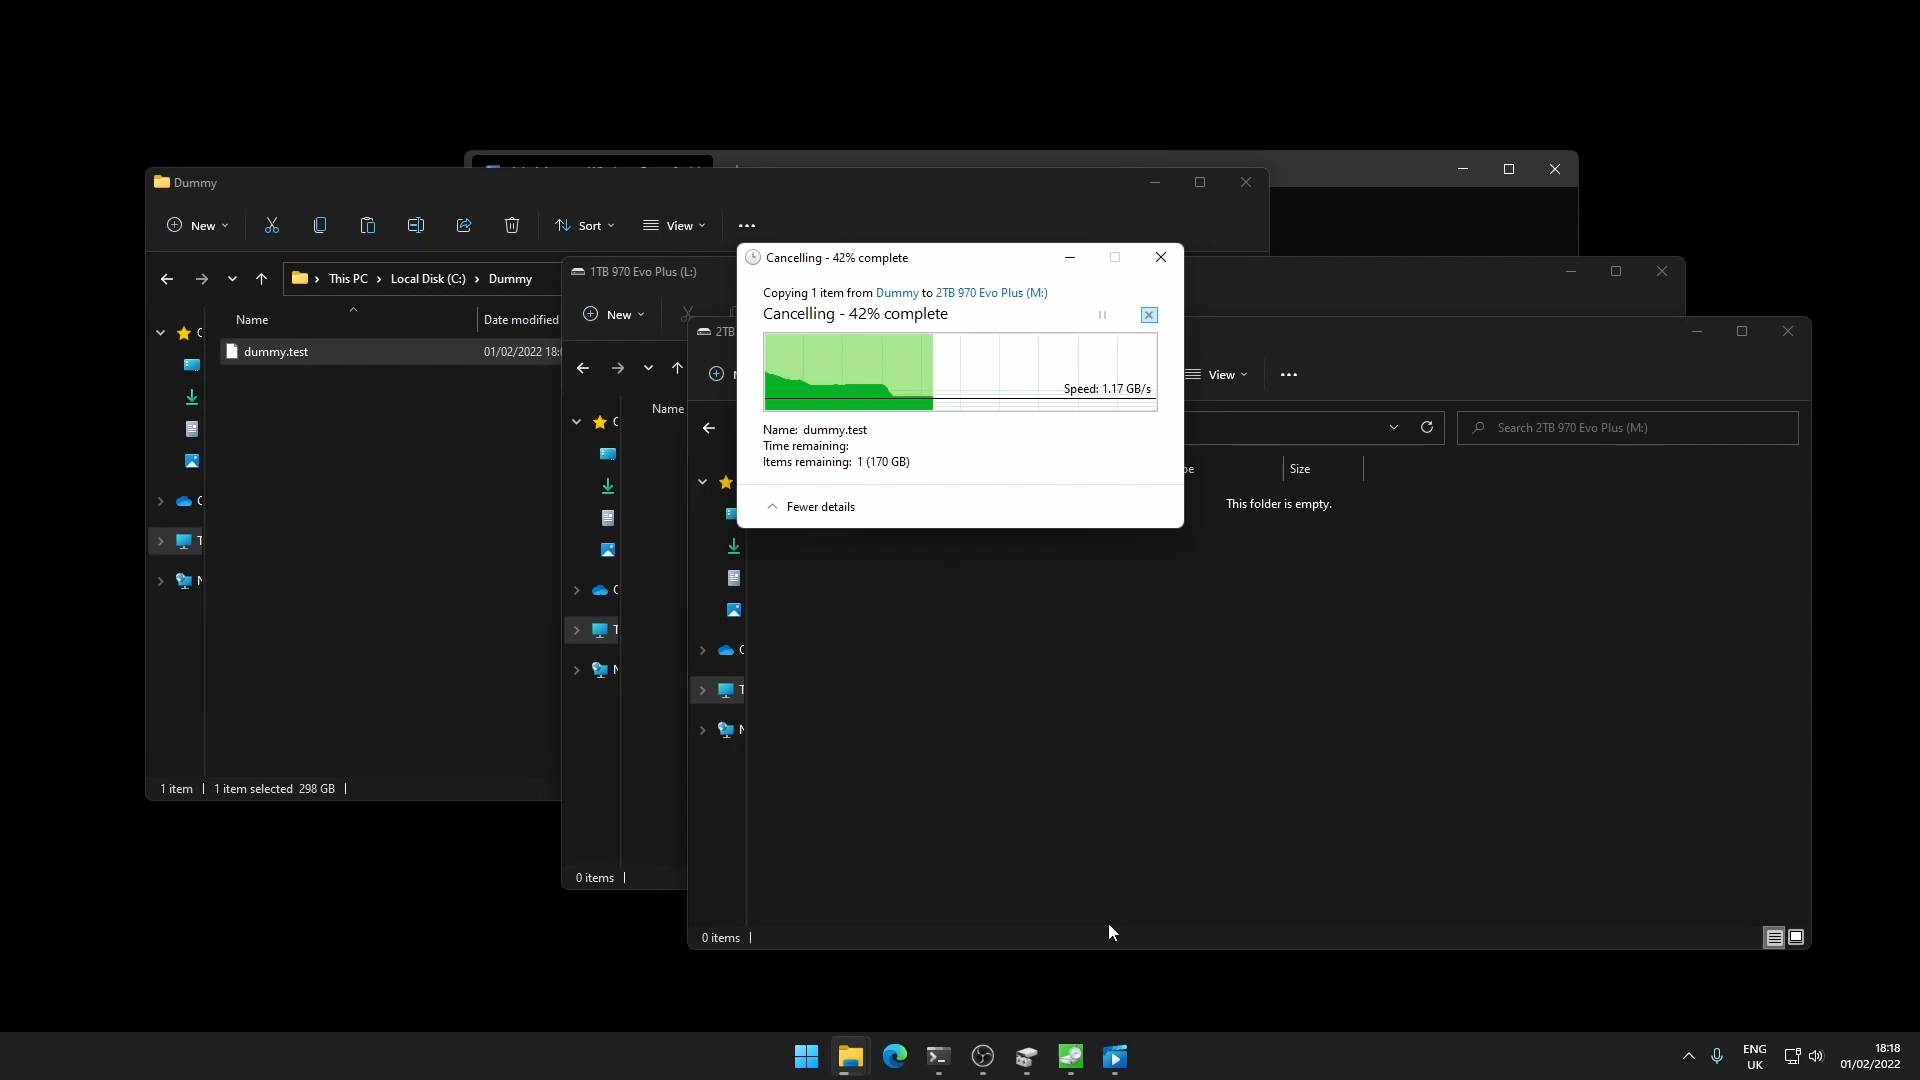 Dummy
New
Sort
View
This PC
Local Disk (C:)
Dummy
Name
Date modified
dummy.test
01/02/2022 18:0
1 item
1 item selected 298 GB
1TB 970 Evo Plus (L:)
New
Name
0 items
2TB
View
Search 2TB 970 Evo Plus (M:)
Size
This folder is empty.
0 items
Cancelling - 42% complete
Copying 1 item from Dummy to 2TB 970 Evo Plus (M:)
Cancelling - 42% complete
Speed: 1.17 GB/s
Name: dummy.test
Time remaining:
Items remaining: 1 (170 GB)
Fewer details
ENG
UK
18:18
01/02/2022